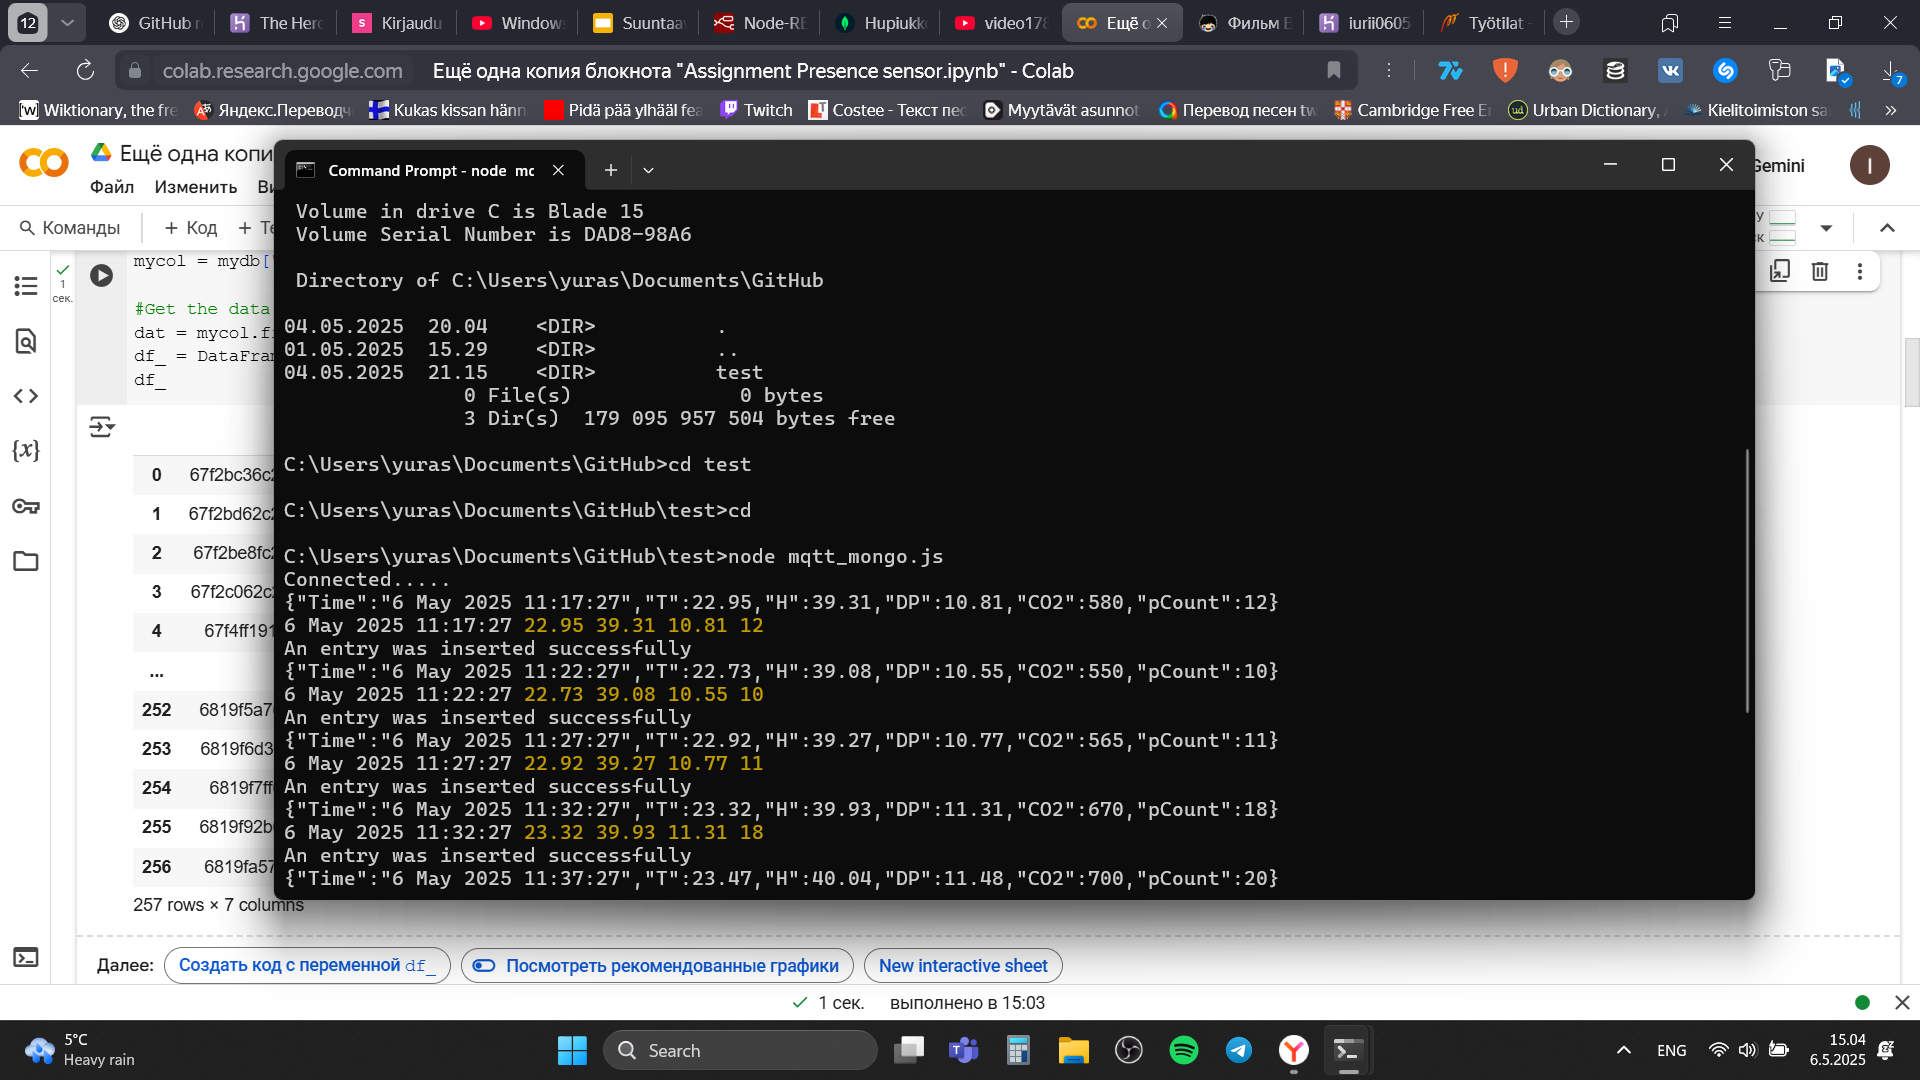 12
GitHub r
The Her
Kirjaudu
Window
Suuntaa
Node-RE
Hupiukk
video178
Ещё о
Фильм В
iurii0605
Työtilat -
colab.research.google.com
Ещё одна копия блокнота "Assignment Presence sensor.ipynb" - Colab
7
Wiktionary, the fre
Яндекс.Переводч
Kukas kissan hänn
Pidä pää ylhääl fea
Twitch
Costee - Текст пес
Myytävät asunnot
Перевод песен tw
Cambridge Free E
Urban Dictionary,
Kielitoimiston sa
»
Ещё одна копи
Gemini
I
Файл Изменить
Команды
+ Код
mycol = mydb[
#Get the data
dat = mycol.f
df_ = DataFram
df_
1
сек.
0 67f2bc36c2
1 67f2bd62c2
2 67f2be8fc2
3 67f2c062c2
4 67f4ff191
...
252 6819f5a7
253 6819f6d3
254 6819f7ff
255 6819f92b
256 6819fa57
257 rows × 7 columns
Command Prompt - node mc
Volume in drive C is Blade 15
Volume Serial Number is DAD8-98A6
Directory of C:\Users\yuras\Documents\GitHub
04.05.2025 20.04 <DIR> .
01.05.2025 15.29 <DIR> ..
04.05.2025 21.15 <DIR> test
0 File(s) 0 bytes
3 Dir(s) 179 095 957 504 bytes free
C:\Users\yuras\Documents\GitHub>cd test
C:\Users\yuras\Documents\GitHub\test>cd
C:\Users\yuras\Documents\GitHub\test>node mqtt_mongo.js
Connected.....
{"Time":"6 May 2025 11:17:27","T":22.95,"H":39.31,"DP":10.81,"CO2":580,"pCount":12}
6 May 2025 11:17:27 22.95 39.31 10.81 12
An entry was inserted successfully
{"Time":"6 May 2025 11:22:27","T":22.73,"H":39.08,"DP":10.55,"CO2":550,"pCount":10}
6 May 2025 11:22:27 22.73 39.08 10.55 10
An entry was inserted successfully
{"Time":"6 May 2025 11:27:27","T":22.92,"H":39.27,"DP":10.77,"CO2":565,"pCount":11}
6 May 2025 11:27:27 22.92 39.27 10.77 11
An entry was inserted successfully
{"Time":"6 May 2025 11:32:27","T":23.32,"H":39.93,"DP":11.31,"CO2":670,"pCount":18}
6 May 2025 11:32:27 23.32 39.93 11.31 18
An entry was inserted successfully
{"Time":"6 May 2025 11:37:27","T":23.47,"H":40.04,"DP":11.48,"CO2":700,"pCount":20}
Далее:
Создать код с переменной df_
Посмотреть рекомендованные графики
New interactive sheet
1 сек. выполнено в 15:03
5°C
Heavy rain
Search
ENG
15.04
6.5.2025